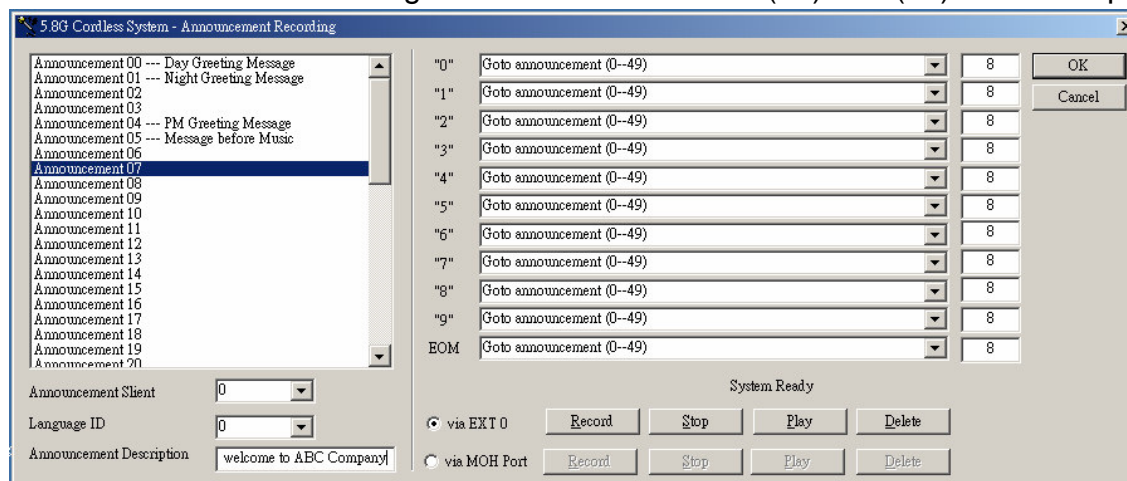 5.8G Cordless System - Announcement Recording
Announcement 00 --- Day Greeting Message
Announcement 01 --- Night Greeting Message
Announcement 02
Announcement 03
Announcement 04 --- PM Greeting Message
Announcement 05 --- Message before Music
Announcement 06
Announcement 07
Announcement 08
Announcement 09
Announcement 10
Announcement 11
Announcement 12
Announcement 13
Announcement 14
Announcement 15
Announcement 16
Announcement 17
Announcement 18
Announcement 19
Announcement 20
Announcement Slient 0
Language ID 0
Announcement Description welcome to ABC Company
"0" Goto announcement (0--49) 8
"1" Goto announcement (0--49) 8
"2" Goto announcement (0--49) 8
"3" Goto announcement (0--49) 8
"4" Goto announcement (0--49) 8
"5" Goto announcement (0--49) 8
"6" Goto announcement (0--49) 8
"7" Goto announcement (0--49) 8
"8" Goto announcement (0--49) 8
"9" Goto announcement (0--49) 8
EOM Goto announcement (0--49) 8
System Ready
via EXT 0 Record Stop Play Delete
via MOH Port Record Stop Play Delete
OK
Cancel